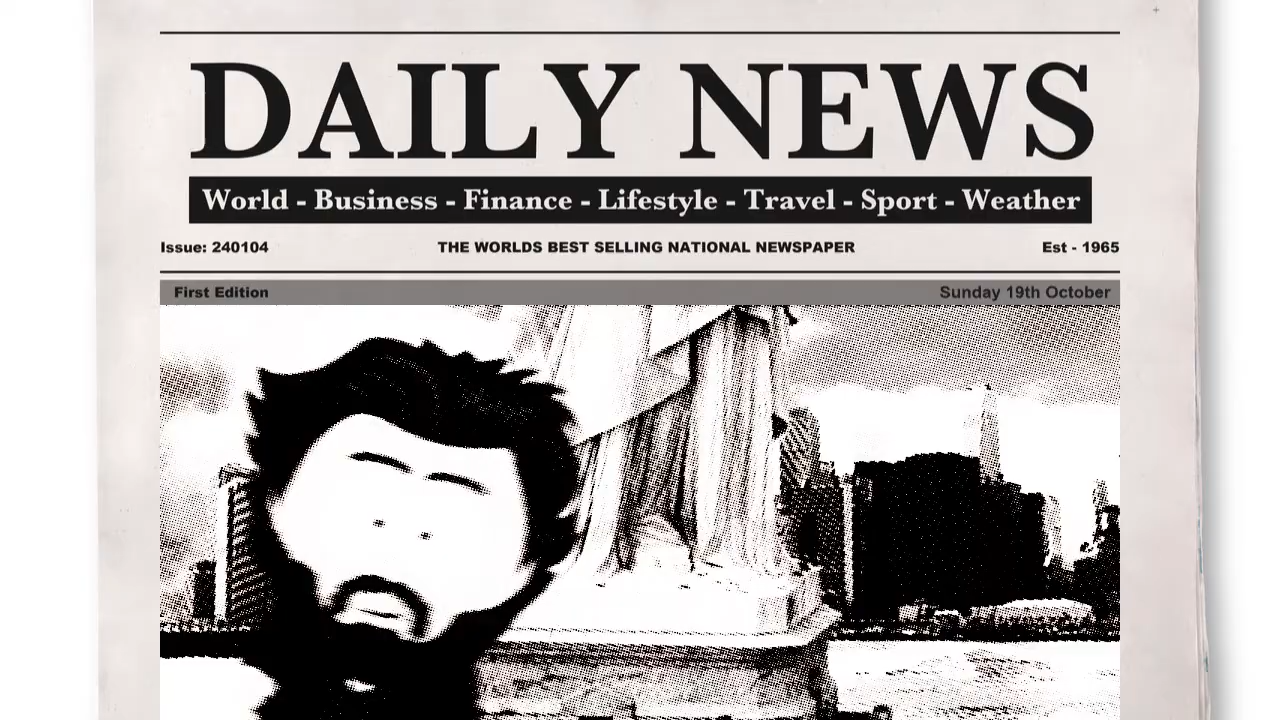 DAILY NEWS
World - Business - Finance - Lifestyle - Travel - Sport - Weather
Issue: 240104 THE WORLDS BEST SELLING NATIONAL NEWSPAPER Est - 1965
First Edition Sunday 19th October